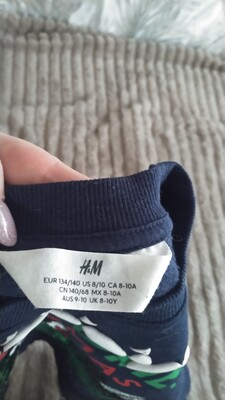 H&M
EUR 134/140 US 8/10 CA 8-10A
CN 140/68 MX 8-10A
AUS 9-10 UK 8-10Y